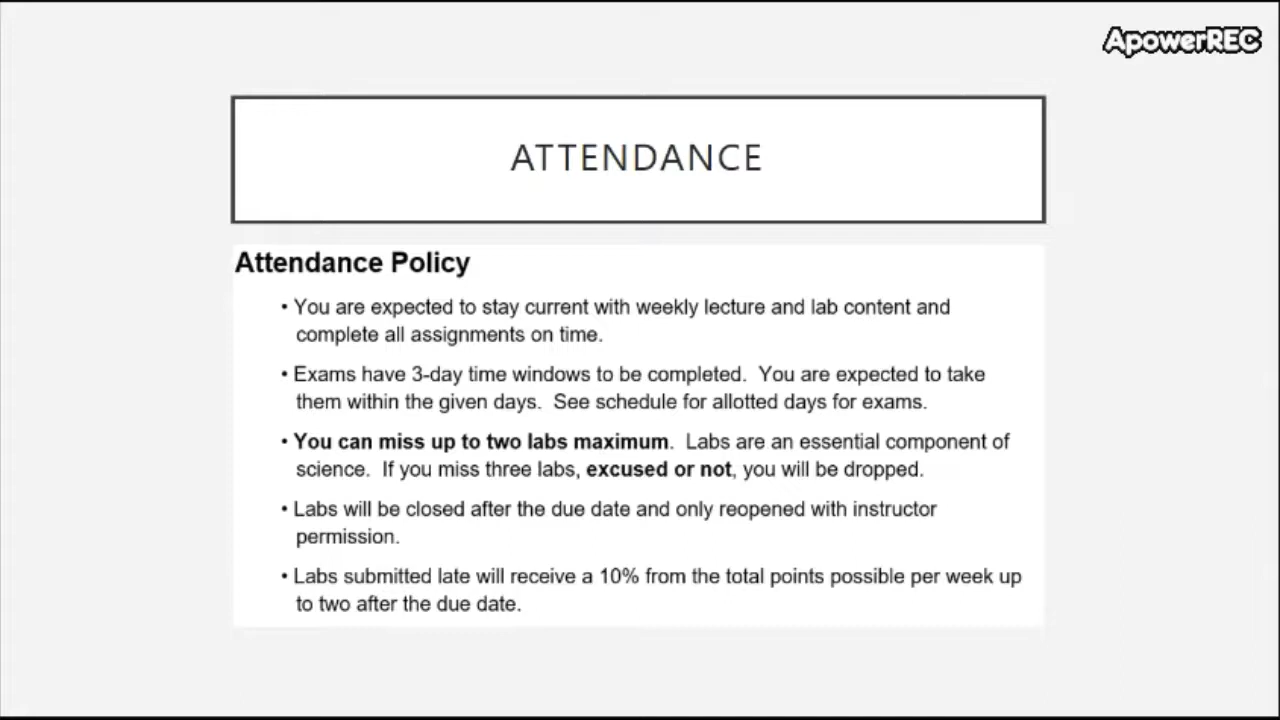 ApowerREC
ATTENDANCE
Attendance Policy
• You are expected to stay current with weekly lecture and lab content and
complete all assignments on time.
• Exams have 3-day time windows to be completed.  You are expected to take
them within the given days.  See schedule for allotted days for exams.
• You can miss up to two labs maximum.  Labs are an essential component of
science.  If you miss three labs, excused or not, you will be dropped.
• Labs will be closed after the due date and only reopened with instructor
permission.
• Labs submitted late will receive a 10% from the total points possible per week up
to two after the due date.